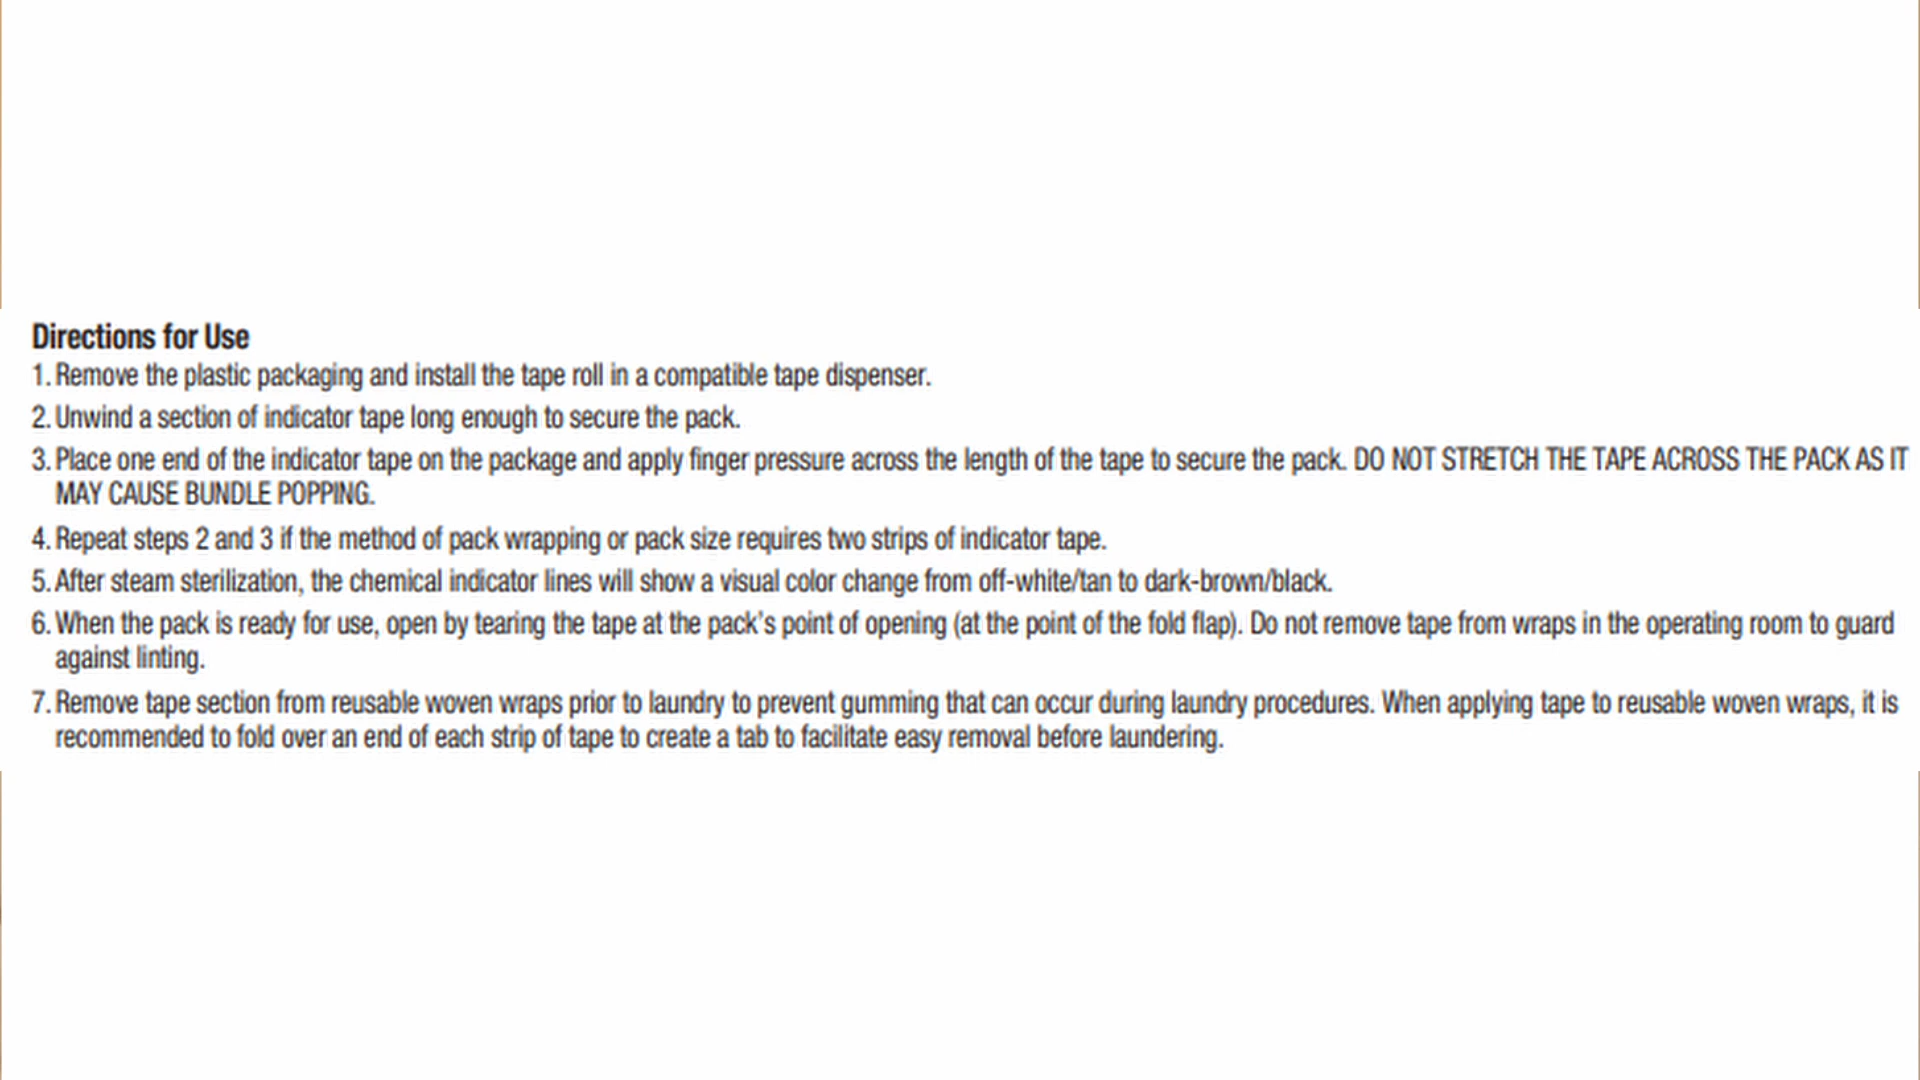 Directions for Use
1. Remove the plastic packaging and install the tape roll in a compatible tape dispenser.
2. Unwind a section of indicator tape long enough to secure the pack.
3. Place one end of the indicator tape on the package and apply finger pressure across the length of the tape to secure the pack. DO NOT STRETCH THE TAPE ACROSS THE PACK AS IT
MAY CAUSE BUNDLE POPPING.
4. Repeat steps 2 and 3 if the method of pack wrapping or pack size requires two strips of indicator tape.
5. After steam sterilization, the chemical indicator lines will show a visual color change from off-white/tan to dark-brown/black.
6. When the pack is ready for use, open by tearing the tape at the pack's point of opening (at the point of the fold flap). Do not remove tape from wraps in the operating room to guard
against linting.
7. Remove tape section from reusable woven wraps prior to laundry to prevent gumming that can occur during laundry procedures. When applying tape to reusable woven wraps, it is
recommended to fold over an end of each strip of tape to create a tab to facilitate easy removal before laundering.